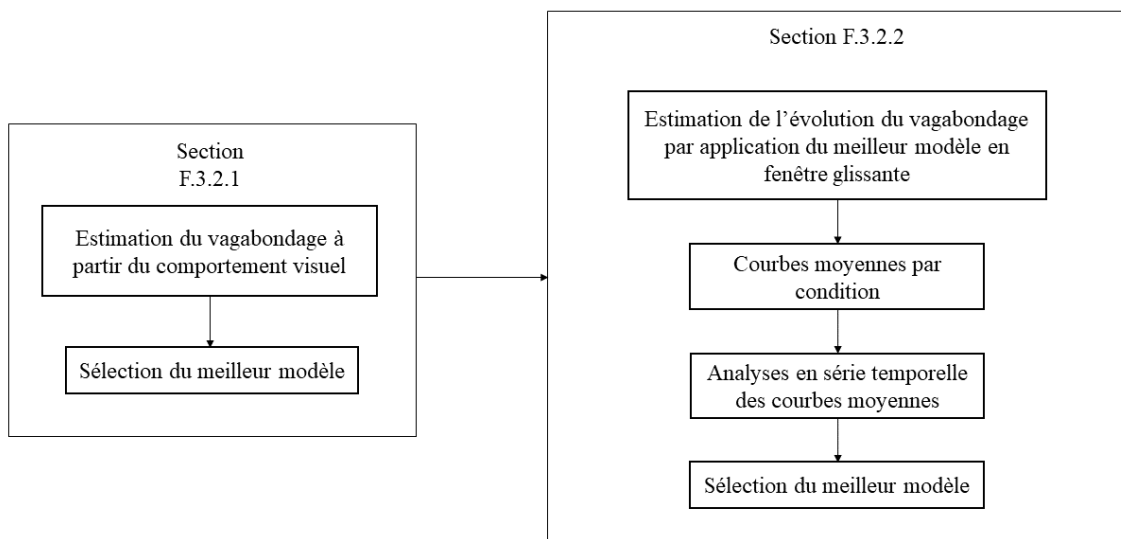 Section
F.3.2.1
Estimation du vagabondage à
partir du comportement visuel
Sélection du meilleur modèle
Section F.3.2.2
Estimation de l’évolution du vagabondage
par application du meilleur modèle en
fenêtre glissante
Courbes moyennes par
condition
Analyses en série temporelle
des courbes moyennes
Sélection du meilleur modèle